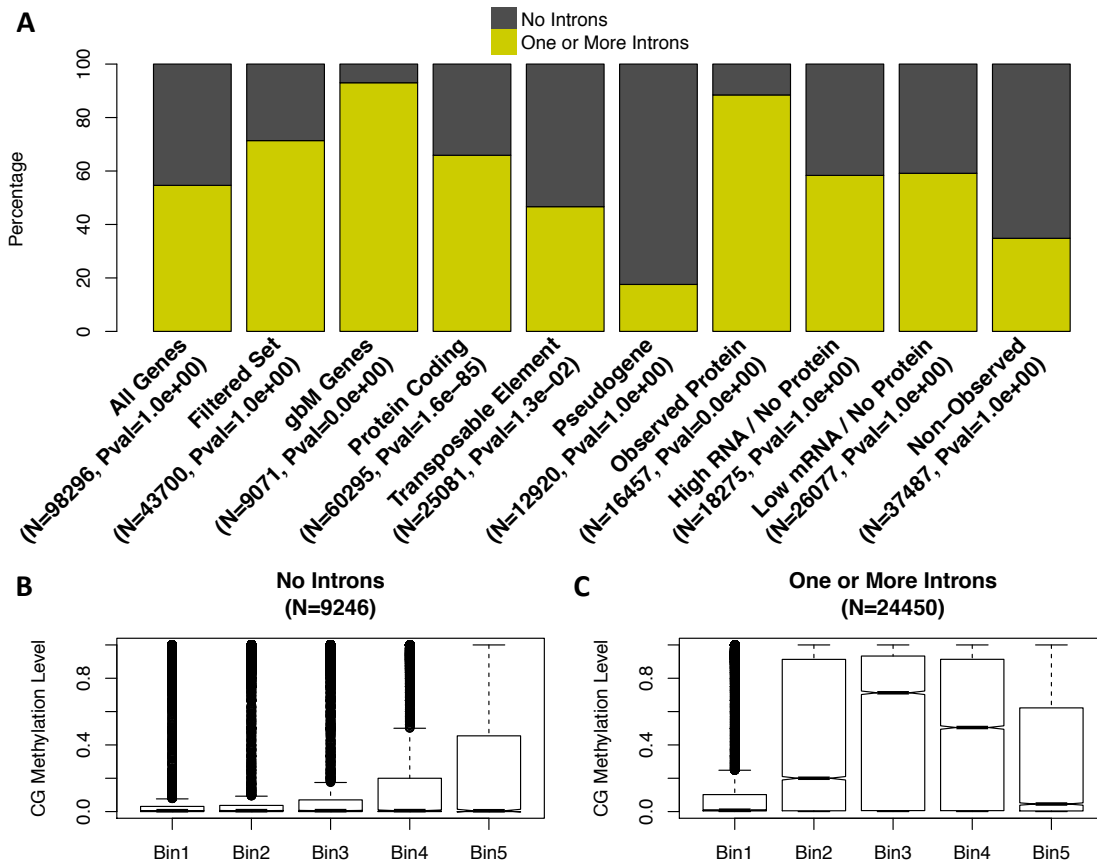 A
No Introns
One or More Introns
Percentage
100
80
60
40
20
0
All Genes
(N=98296, Pval=1.0e+00)
Filtered Set
(N=43700, Pval=1.0e+00)
gbM Genes
(N=9071, Pval=0.0e+00)
Protein Coding
(N=60295, Pval=1.6e−85)
Transposable Element
(N=25081, Pval=1.3e−02)
Pseudogene
(N=12920, Pval=1.0e+00)
Observed Protein
(N=16457, Pval=0.0e+00)
High RNA / No Protein
(N=18275, Pval=1.0e+00)
Low mRNA / No Protein
(N=26077, Pval=1.0e+00)
Non−Observed
(N=37487, Pval=1.0e+00)
B
No Introns
(N=9246)
CG Methylation Level
0.8
0.4
0.0
Bin1 Bin2 Bin3 Bin4 Bin5
C
One or More Introns
(N=24450)
CG Methylation Level
0.8
0.4
0.0
Bin1 Bin2 Bin3 Bin4 Bin5